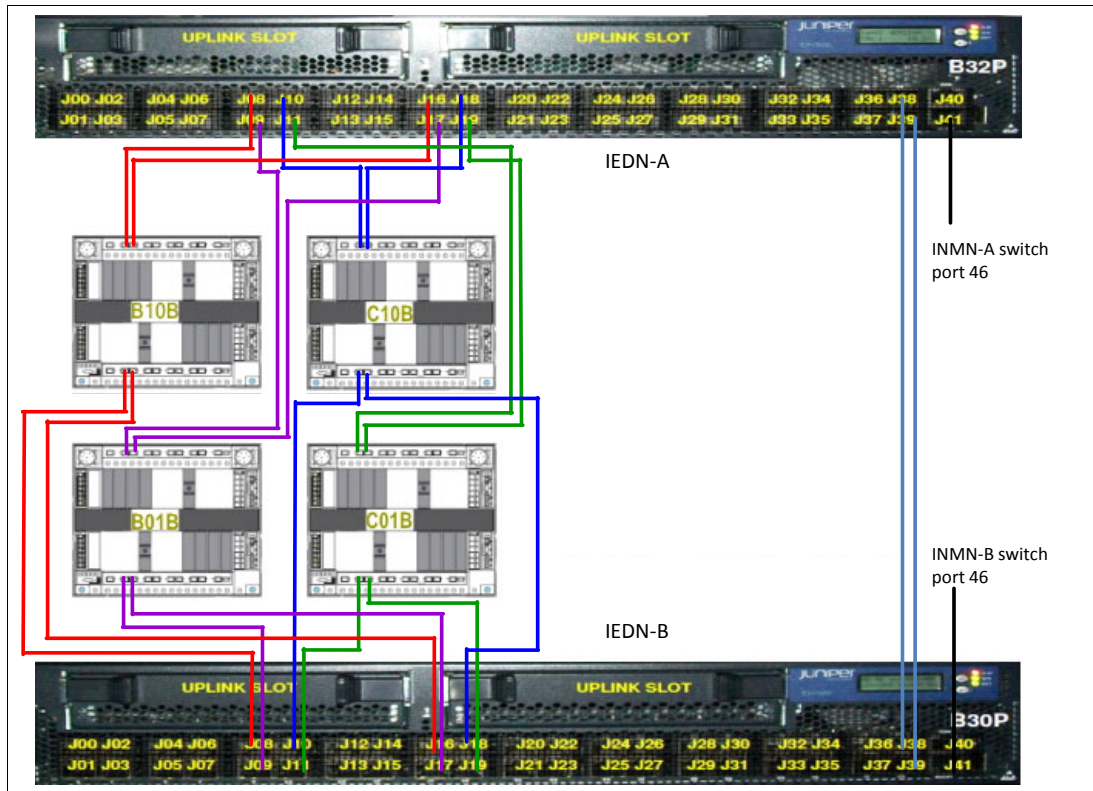 UPLINK SLOT UPLINK SLOT JUNIPer
B32P
J00 J02 J04 J06 J08 J10 J12 J14 J16 J18 J20 J22 J24 J26 J28 J30 J32 J34 J36 J38 J40
J01 J03 J05 J07 J09 J11 J13 J15 J17 J19 J21 J23 J25 J27 J29 J31 J33 J35 J37 J39 J41
IEDN-A
INMN-A switch
port 46
B10B C10B
B01B C01B
INMN-B switch
port 46
IEDN-B
UPLINK SLOT UPLINK SLOT JUNIPer
B30P
J00 J02 J04 J06 J08 J10 J12 J14 J16 J18 J20 J22 J24 J26 J28 J30 J32 J34 J36 J38 J40
J01 J03 J05 J07 J09 J11 J13 J15 J17 J19 J21 J23 J25 J27 J29 J31 J33 J35 J37 J39 J41